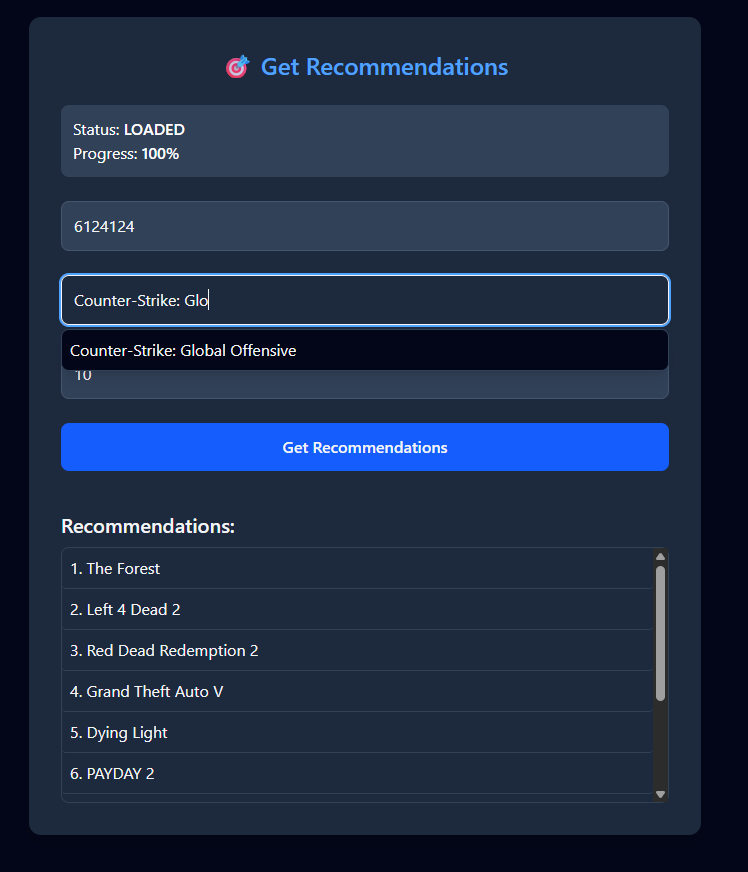 Get Recommendations
Status: LOADED
Progress: 100%
6124124
Counter-Strike: Glo
Counter-Strike: Global Offensive
10
Get Recommendations
Recommendations:
1. The Forest
2. Left 4 Dead 2
3. Red Dead Redemption 2
4. Grand Theft Auto V
5. Dying Light
6. PAYDAY 2